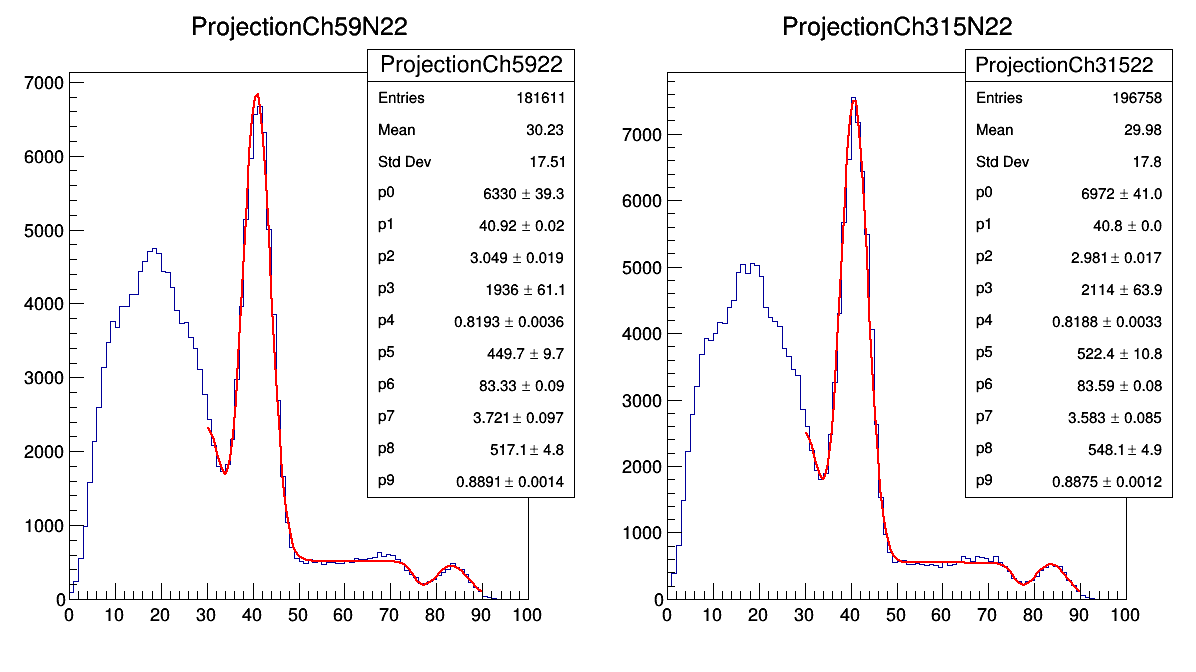 ProjectionCh59N22
ProjectionCh5922
Entries 181611
Mean 30.23
Std Dev 17.51
p0 6330 ± 39.3
p1 40.92 ± 0.02
p2 3.049 ± 0.019
p3 1936 ± 61.1
p4 0.8193 ± 0.0036
p5 449.7 ± 9.7
p6 83.33 ± 0.09
p7 3.721 ± 0.097
p8 517.1 ± 4.8
p9 0.8891 ± 0.0014
7000
6000
5000
4000
3000
2000
1000
0
0 10 20 30 40 50 60 70 80 90 100
ProjectionCh315N22
ProjectionCh31522
Entries 196758
Mean 29.98
Std Dev 17.8
p0 6972 ± 41.0
p1 40.8 ± 0.0
p2 2.981 ± 0.017
p3 2114 ± 63.9
p4 0.8188 ± 0.0033
p5 522.4 ± 10.8
p6 83.59 ± 0.08
p7 3.583 ± 0.085
p8 548.1 ± 4.9
p9 0.8875 ± 0.0012
7000
6000
5000
4000
3000
2000
1000
0
0 10 20 30 40 50 60 70 80 90 100